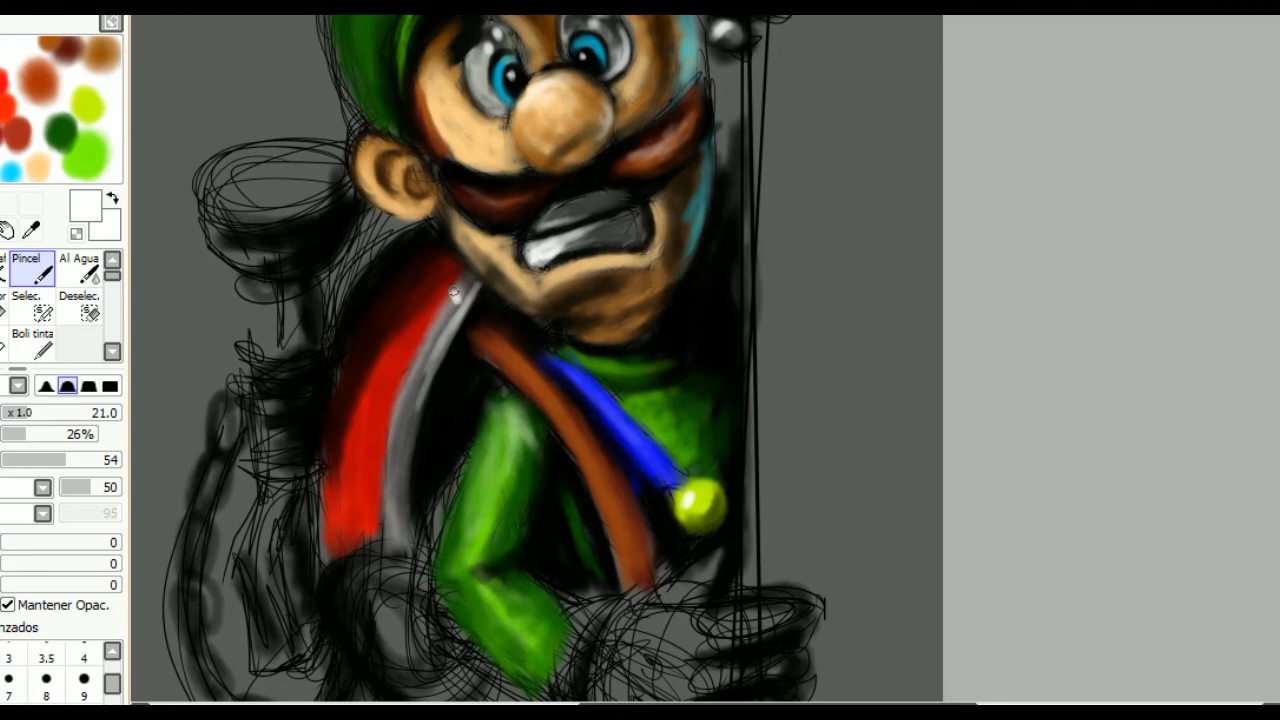 Pincel Al Agua
Selec. Deselec.
Boli tinta
x 1.0 21.0
26%
54
50
95
0
0
0
Mantener Opac.
nzados
3 3.5 4
7 8 9